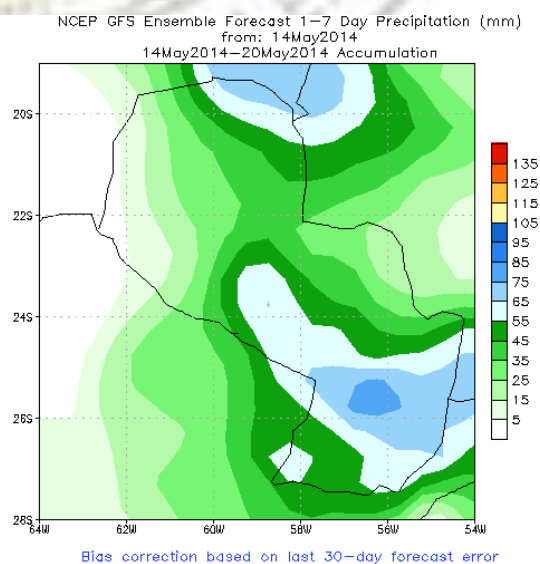 NCEP GFS Ensemble Forecast 1-7 Day Precipitation (mm)
from: 14May2014
14May2014-20May2014 Accumulation
20S
22S
24S
26S
28S
64W
62W
60W
58W
56W
54W
135
125
115
105
95
85
75
65
55
45
35
25
15
5
Bias correction based on last 30-day forecast error